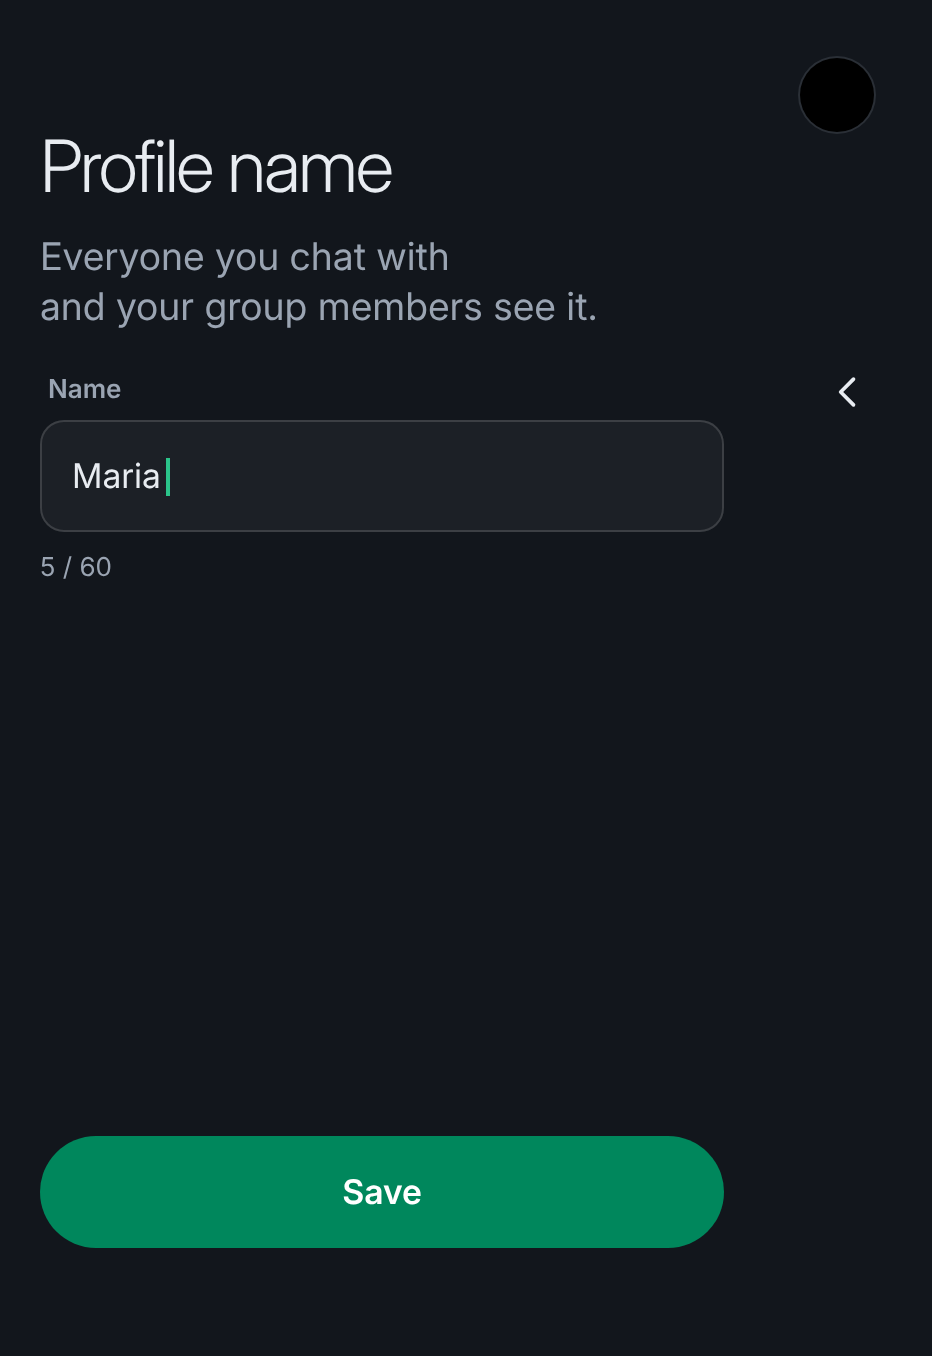 Profile name
Everyone you chat with
and your group members see it.
Name
Maria
5 / 60
Save